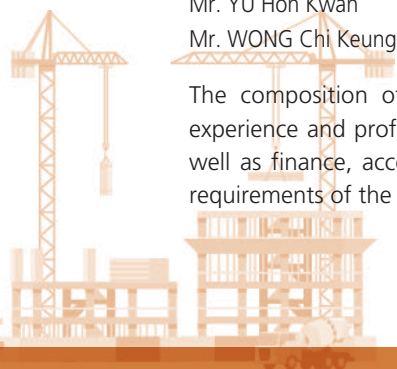 Mr. YU Hon Kwan
Mr. WONG Chi Keung
The composition of
experience and prof
well as finance, acc
requirements of the